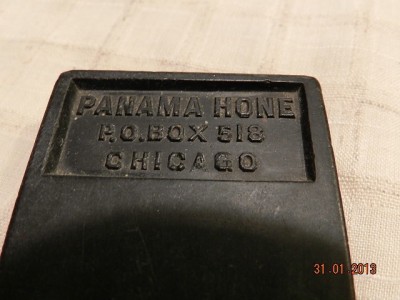 PANAMA HONE
P.O.BOX 518
CHICAGO
31.01.2013